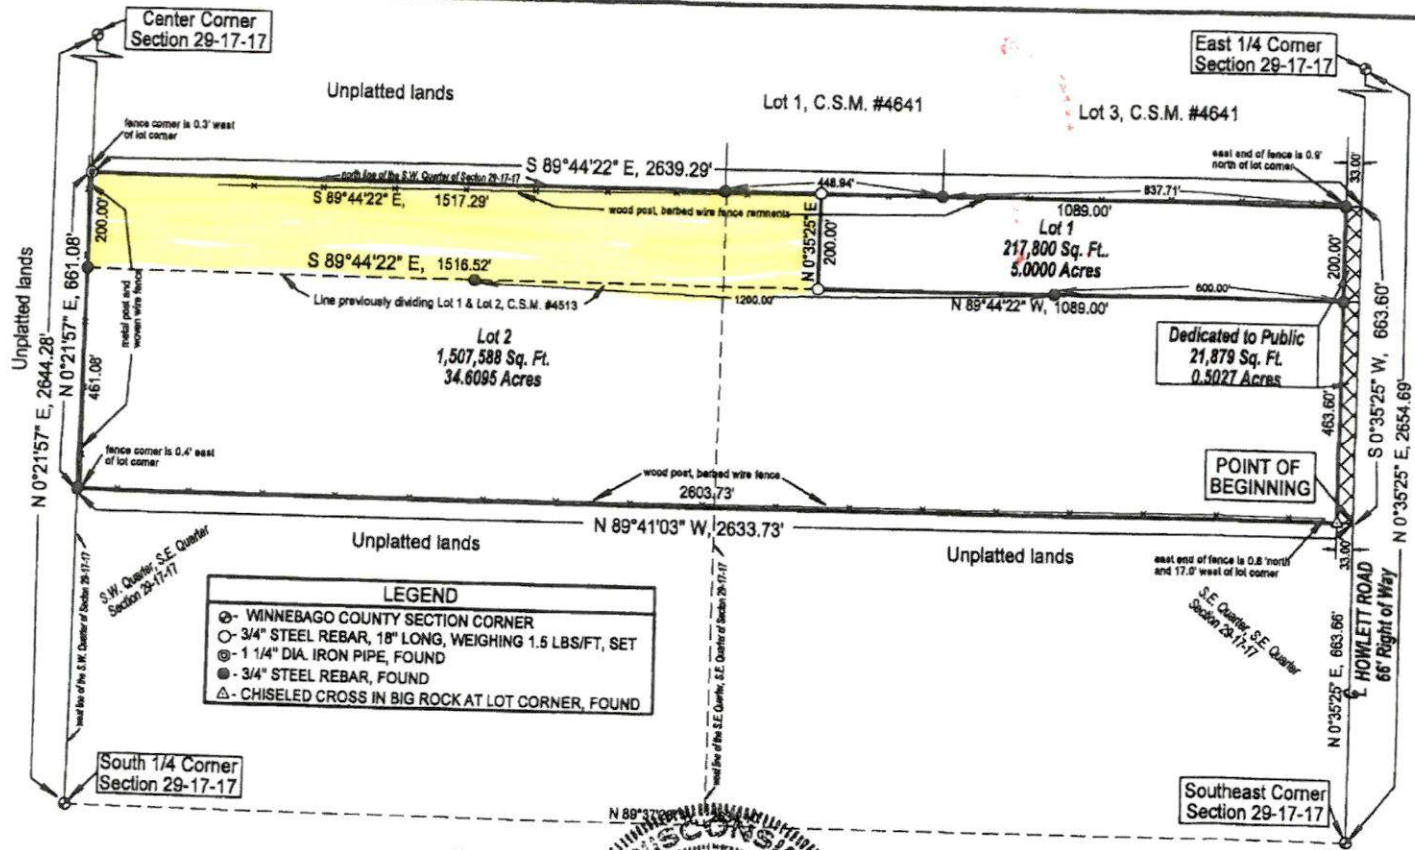 Center Corner
Section 29-17-17
East 1/4 Corner
Section 29-17-17
Unplatted lands
Lot 1, C.S.M. #4641
Lot 3, C.S.M. #4641
fence corner is 0.3' west
of lot corner
east end of fence is 0.9'
north of lot corner
33.00'
S 89°44'22" E, 2639.29'
north line of the S.W. Quarter of Section 29-17-17
448.94'
837.71'
S 89°44'22" E, 1517.29'
wood post, barbed wire fence remnants
1089.00'
200.00'
N 0°35'25" E
200.00'
Lot 1
217,800 Sq. Ft.
5.0000 Acres
200.00'
S 89°44'22" E, 1516.52'
Line previously dividing Lot 1 & Lot 2, C.S.M. #4513
1200.00'
600.00'
N 89°44'22" W, 1089.00'
Unplatted lands
N 0°21'57" E, 2644.28'
N 0°21'57" E, 661.08'
461.08'
metal post and
woven wire fence
Lot 2
1,507,588 Sq. Ft.
34.6095 Acres
Dedicated to Public
21,879 Sq. Ft.
0.5027 Acres
463.60'
S 0°35'25" W, 663.60'
N 0°35'25" E, 2654.69'
fence corner is 0.4' east
of lot corner
POINT OF
BEGINNING
wood post, barbed wire fence
2603.73'
N 89°41'03" W, 2633.73'
Unplatted lands
Unplatted lands
east end of fence is 0.8 'north
and 17.0' west of lot corner
33.00'
S.W. Quarter, S.E. Quarter
Section 29-17-17
S.E. Quarter, S.E. Quarter
Section 29-17-17
west line of the S.W. Quarter of Section 29-17-17
west line of the S.E. Quarter, S.E. Quarter of Section 29-17-17
N 0°35'25" E, 663.66'
℄ HOWLETT ROAD
66' Right of Way
LEGEND
- WINNEBAGO COUNTY SECTION CORNER
- 3/4" STEEL REBAR, 18" LONG, WEIGHING 1.5 LBS/FT, SET
- 1 1/4" DIA. IRON PIPE, FOUND
- 3/4" STEEL REBAR, FOUND
- CHISELED CROSS IN BIG ROCK AT LOT CORNER, FOUND
South 1/4 Corner
Section 29-17-17
Southeast Corner
Section 29-17-17
N 89°37'